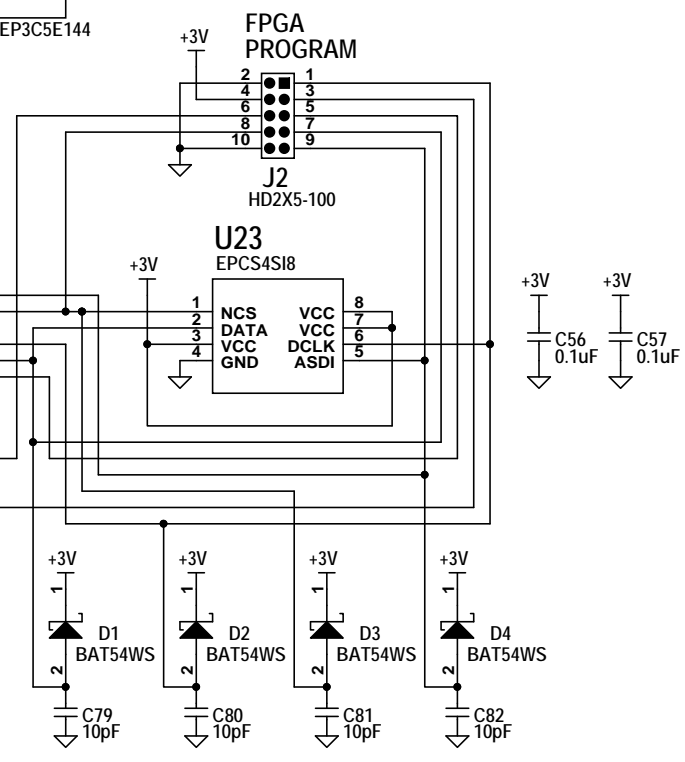 EP3C5E144
FPGA
PROGRAM
+3V
2 1
4 3
6 5
8 7
10 9
J2
HD2X5-100
U23
EPCS4SI8
+3V
1 NCS VCC 8
2 DATA VCC 7
3 VCC DCLK 6
4 GND ASDI 5
+3V +3V
C56 C57
0.1uF 0.1uF
+3V +3V +3V +3V
1 1 1 1
D1 D2 D3 D4
BAT54WS BAT54WS BAT54WS BAT54WS
2 2 2 2
C79 C80 C81 C82
10pF 10pF 10pF 10pF